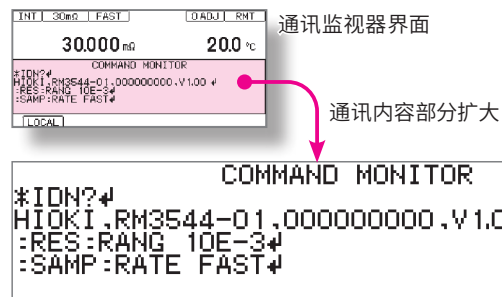 INT 30mΩ FAST 0ADJ RMT
30.000 mΩ 20.0 ℃
COMMAND MONITOR
*IDN?↲
HIOKI,RM3544-01,000000000,V1.00 ↲
:RES:RANG 10E-3↲
:SAMP:RATE FAST↲
LOCAL
通讯监视器界面
通讯内容部分扩大
COMMAND MONITOR
*IDN?↲
HIOKI,RM3544-01,000000000,V1.0
:RES:RANG 10E-3↲
:SAMP:RATE FAST↲